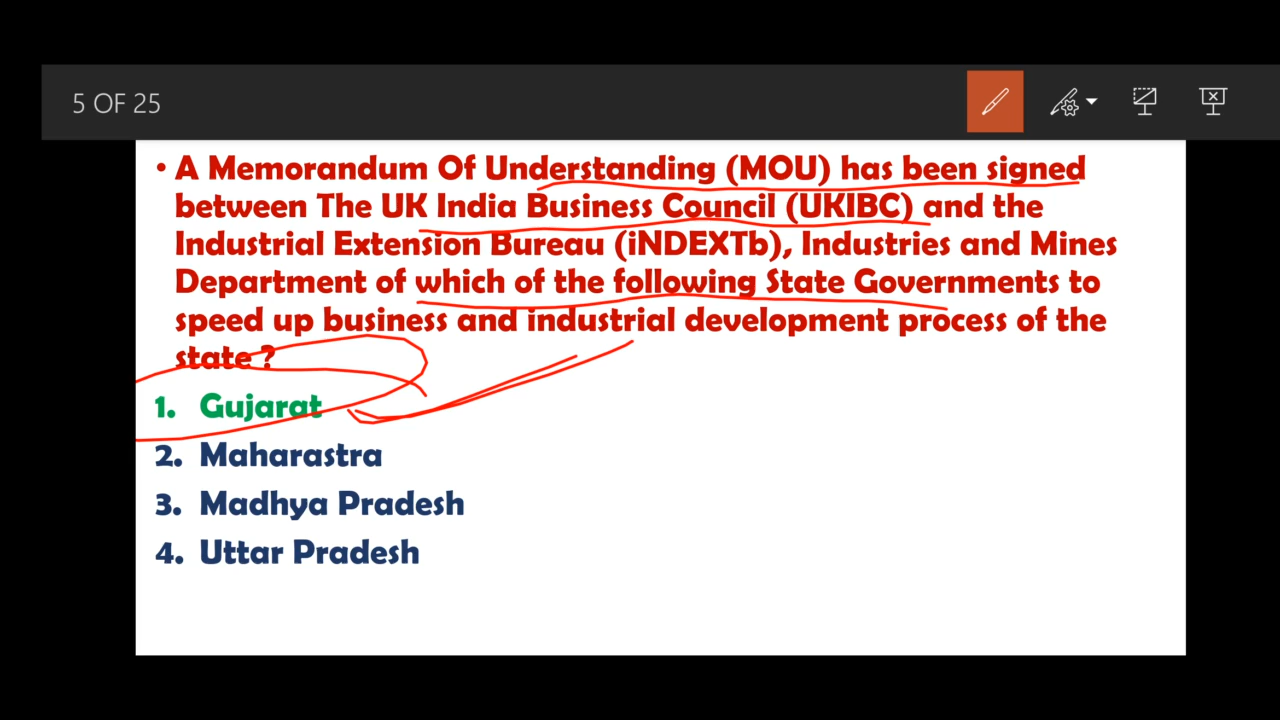 5 OF 25
• A Memorandum Of Understanding (MOU) has been signed
between The UK India Business Council (UKIBC) and the
Industrial Extension Bureau (iNDEXTb), Industries and Mines
Department of which of the following State Governments to
speed up business and industrial development process of the
state ?
1. Gujarat
2. Maharastra
3. Madhya Pradesh
4. Uttar Pradesh